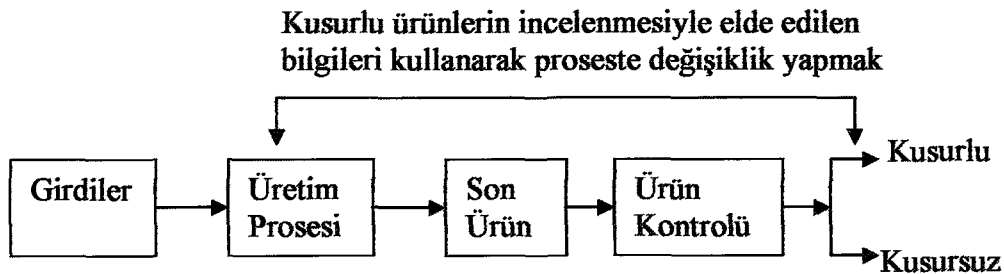 Kusurlu ürünlerin incelenmesiyle elde edilen
bilgileri kullanarak proseste değişiklik yapmak
Girdiler
Üretim
Prosesi
Son
Ürün
Ürün
Kontrolü
Kusurlu
Kusursuz